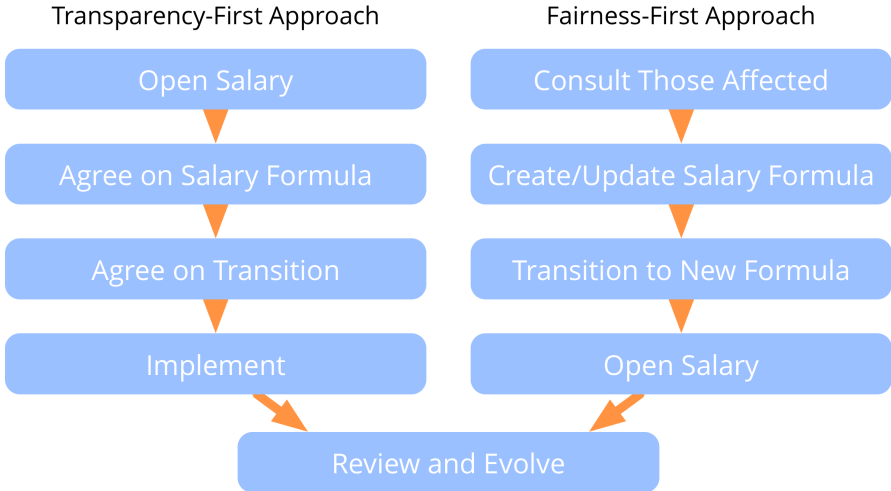 Transparency-First Approach
Open Salary
Agree on Salary Formula
Agree on Transition
Implement
Fairness-First Approach
Consult Those Affected
Create/Update Salary Formula
Transition to New Formula
Open Salary
Review and Evolve